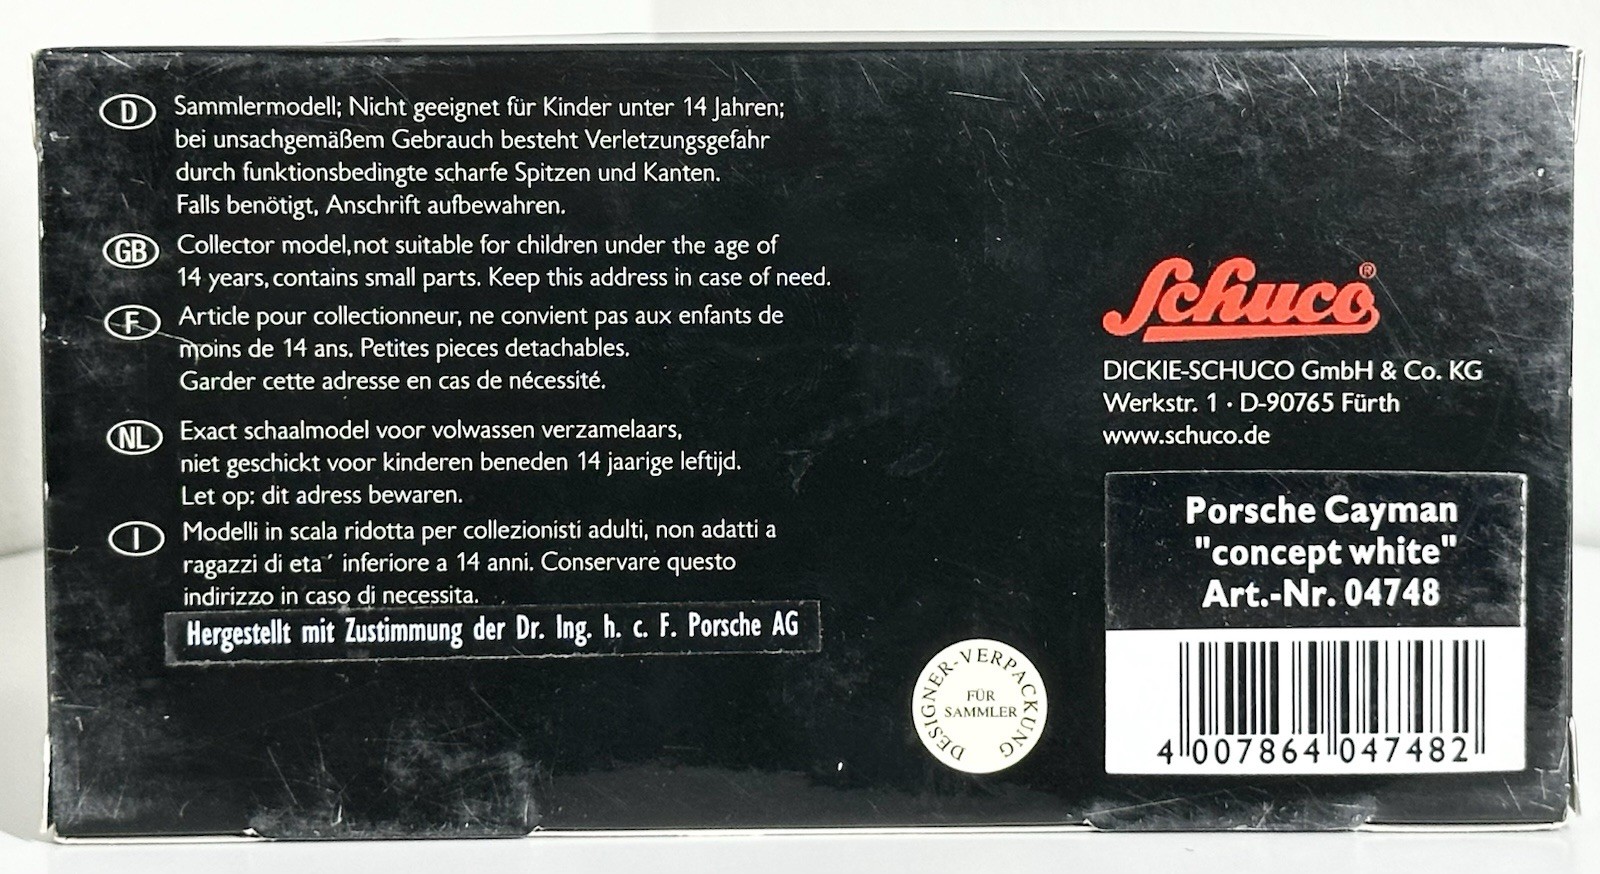 D
Sammlermodell; Nicht geeignet für Kinder unter 14 Jahren;
bei unsachgemäßem Gebrauch besteht Verletzungsgefahr
durch funktionsbedingte scharfe Spitzen und Kanten.
Falls benötigt, Anschrift aufbewahren.
GB
Collector model,not suitable for children under the age of
14 years, contains small parts. Keep this address in case of need.
F
Article pour collectionneur, ne convient pas aux enfants de
moins de 14 ans. Petites pieces detachables.
Garder cette adresse en cas de nécessité.
NL
Exact schaalmodel voor volwassen verzamelaars,
niet geschickt voor kinderen beneden 14 jaarige leftijd.
Let op: dit adress bewaren.
I
Modelli in scala ridotta per collezionisti adulti, non adatti a
ragazzi di eta´ inferiore a 14 anni. Conservare questo
indirizzo in caso di necessita.
Hergestellt mit Zustimmung der Dr. Ing. h. c. F. Porsche AG
DESIGNER-VERPACKUNG
FÜR
SAMMLER
Schuco®
DICKIE-SCHUCO GmbH & Co. KG
Werkstr. 1 · D-90765 Fürth
www.schuco.de
Porsche Cayman
"concept white"
Art.-Nr. 04748
4 007864 047482